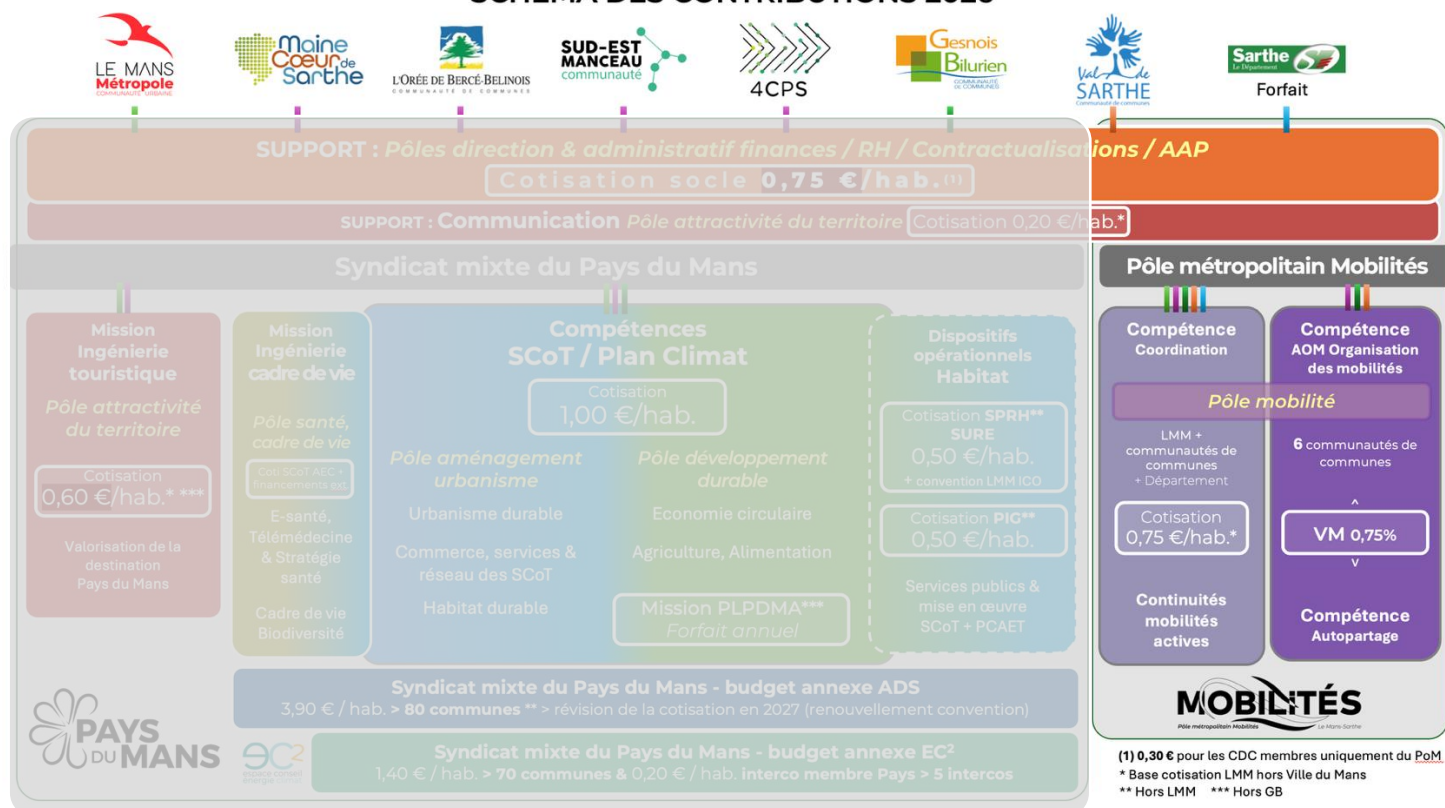 SCHÉMA DES CONTRIBUTIONS 2026
LE MANS
Métropole
COMMUNAUTÉ URBAINE
Maine
Cœur de
Sarthe
L'ORÉE DE BERCÉ-BELINOIS
COMMUNAUTÉ DE COMMUNES
SUD-EST
MANCEAU
communauté
4CPS
Gesnois
Bilurien
COMMUNAUTÉ
DE COMMUNES
Val de
SARTHE
Communauté de communes
Sarthe
Le Département
Forfait
SUPPORT : Pôles direction & administratif finances / RH / Contractualisations / AAP
Cotisation socle 0,75 €/hab.(1)
SUPPORT : Communication Pôle attractivité du territoire Cotisation 0,20 €/hab.*
Syndicat mixte du Pays du Mans
Pôle métropolitain Mobilités
Mission
Ingénierie
touristique
Pôle attractivité
du territoire
Cotisation
0,60 €/hab.* ***
Valorisation de la
destination
Pays du Mans
Mission
Ingénierie
cadre de vie
Pôle santé,
cadre de vie
Coti SCoT AEC +
financements ext.
E-santé,
Télémédecine
& Stratégie
santé
Cadre de vie
Biodiversité
Compétences
SCoT / Plan Climat
Cotisation
1,00 €/hab.
Pôle aménagement
urbanisme
Urbanisme durable
Commerce, services &
réseau des SCoT
Habitat durable
Pôle développement
durable
Economie circulaire
Agriculture, Alimentation
Mission PLPDMA***
Forfait annuel
Dispositifs
opérationnels
Habitat
Cotisation SPRH**
SURE
0,50 €/hab.
+ convention LMM ICO
Cotisation PIG**
0,50 €/hab.
Services publics &
mise en œuvre
SCoT + PCAET
Compétence
Coordination
Compétence
AOM Organisation
des mobilités
Pôle mobilité
LMM +
communautés de
communes
+ Département
Cotisation
0,75 €/hab.*
Continuités
mobilités
actives
6 communautés de
communes
^
VM 0,75%
v
Compétence
Autopartage
Syndicat mixte du Pays du Mans - budget annexe ADS
3,90 € / hab. > 80 communes ** > révision de la cotisation en 2027 (renouvellement convention)
PAYS
DU MANS
EC2
espace conseil
énergie climat
Syndicat mixte du Pays du Mans - budget annexe EC²
1,40 € / hab. > 70 communes & 0,20 € / hab. interco membre Pays > 5 intercos
MOBILITÉS
Pôle métropolitain Mobilités Le Mans-Sarthe
(1) 0,30 € pour les CDC membres uniquement du PoM
* Base cotisation LMM hors Ville du Mans
** Hors LMM *** Hors GB